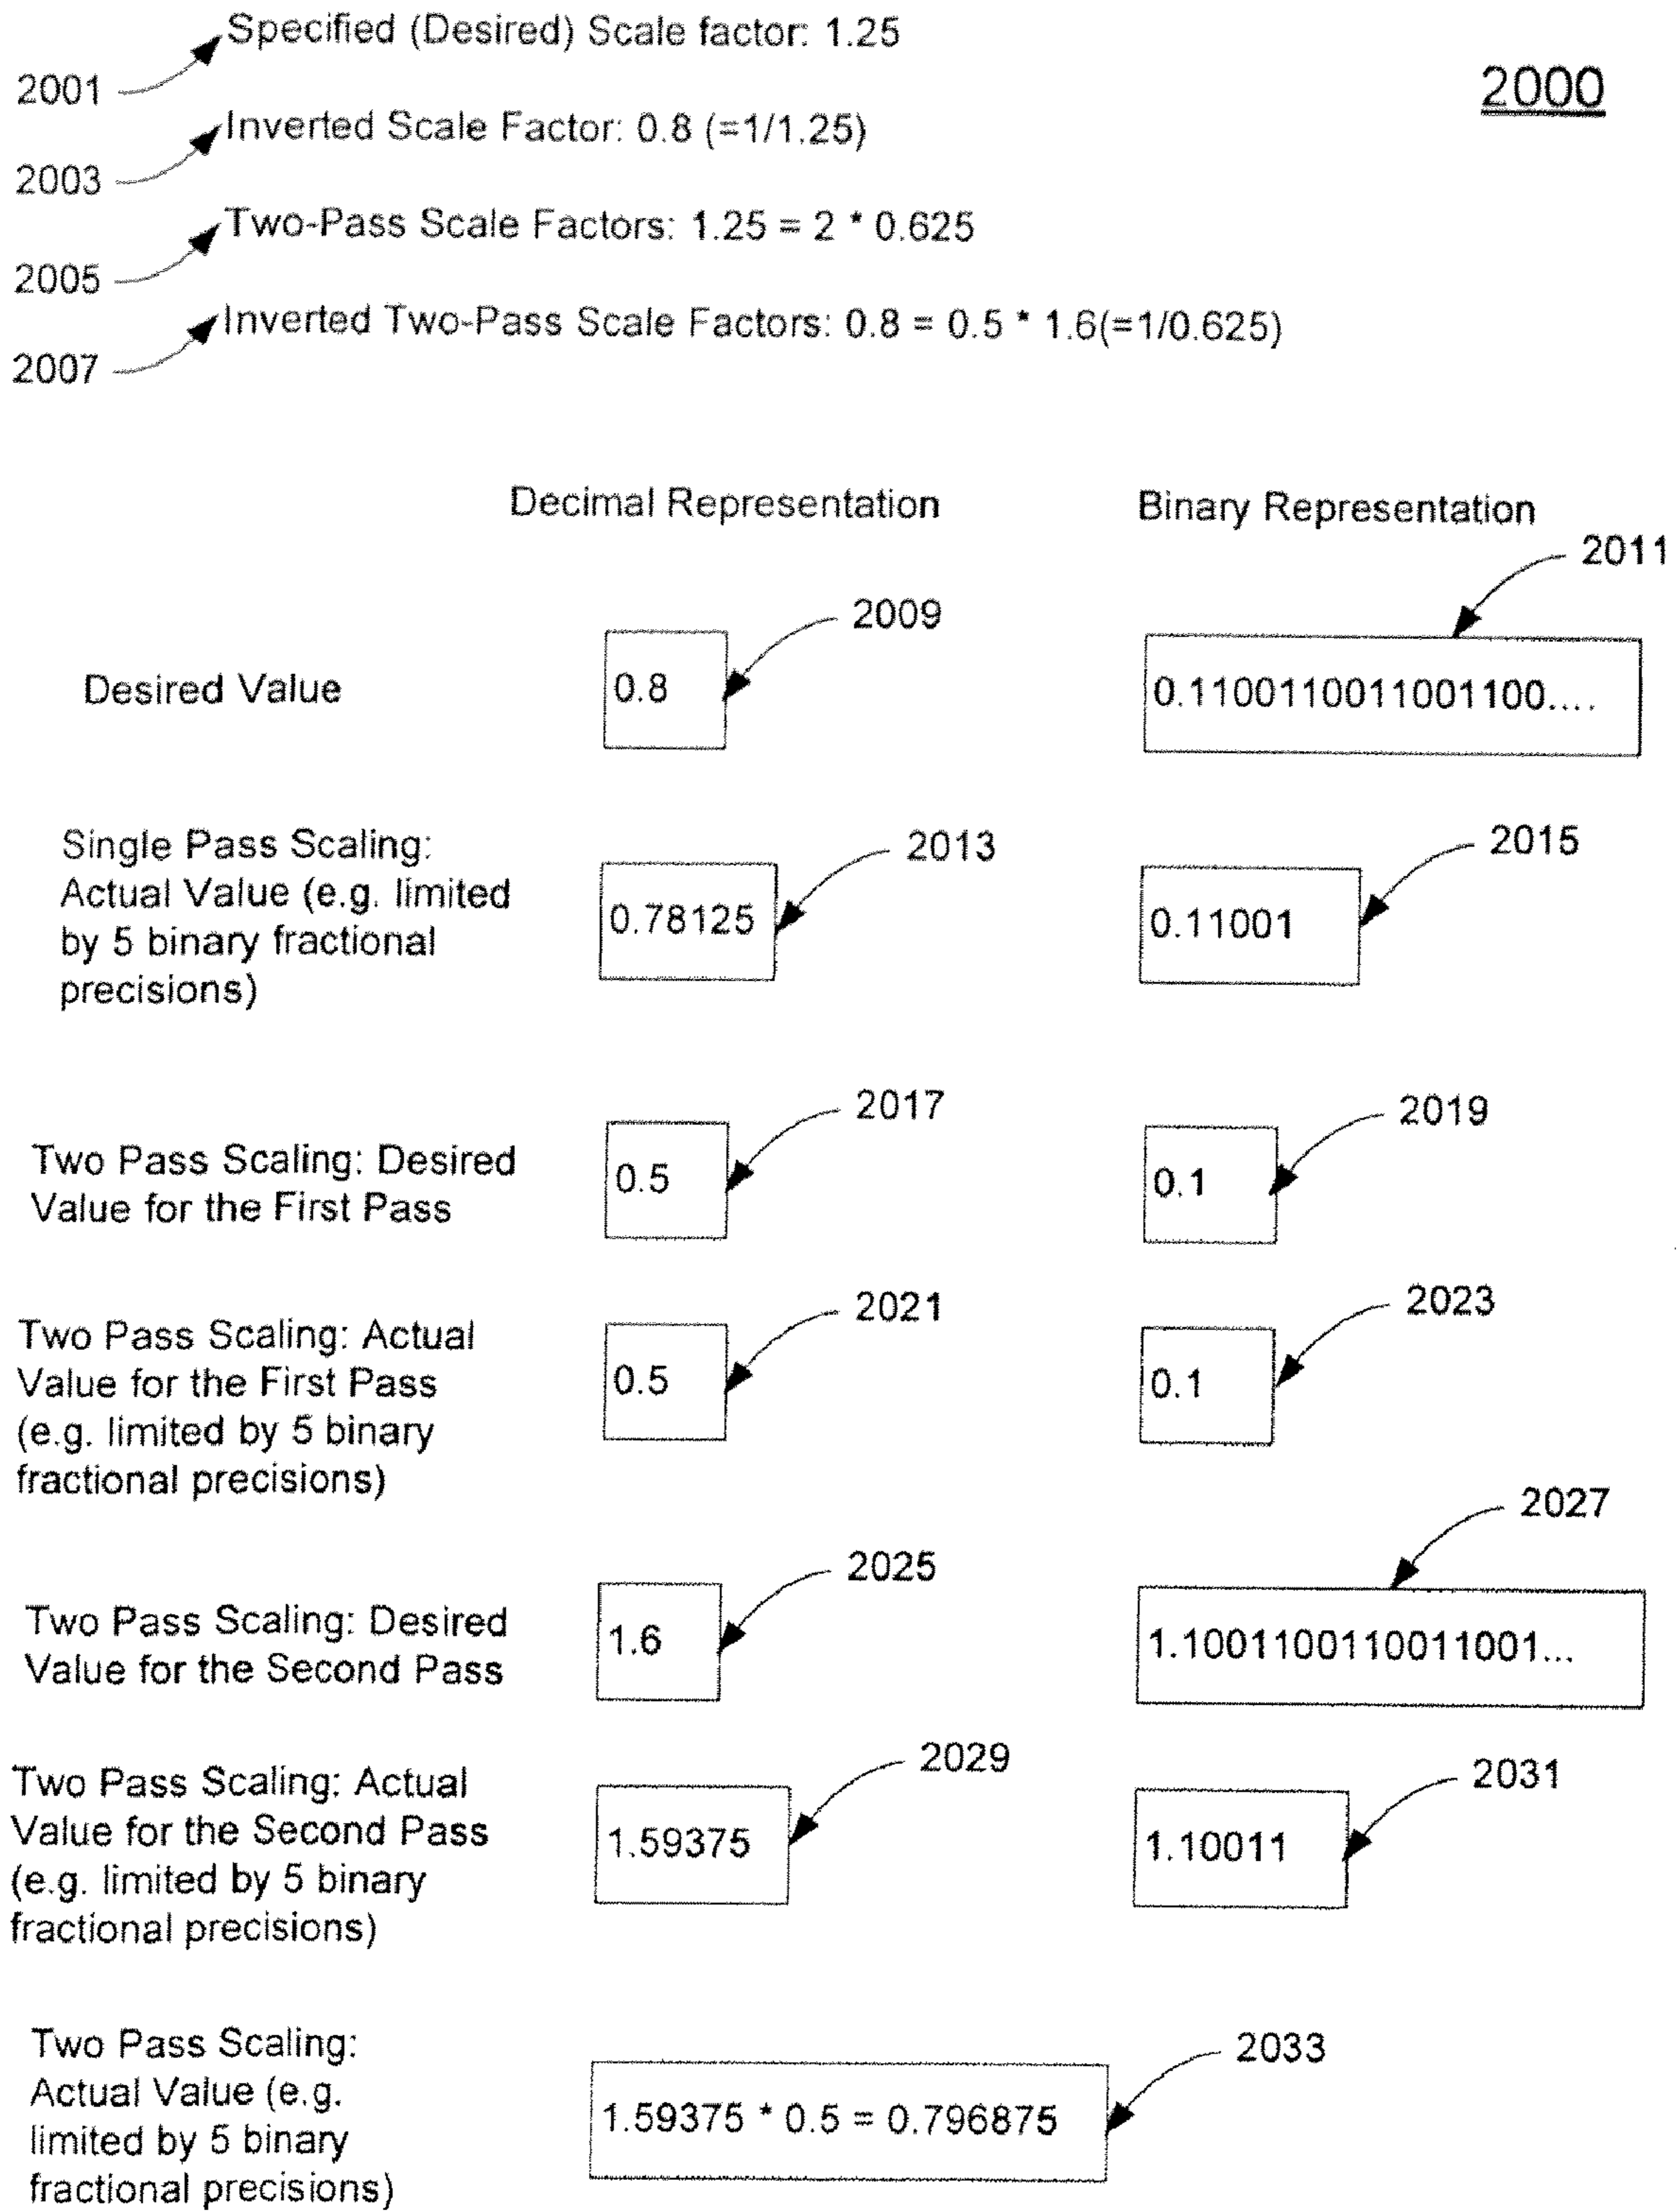 Specified (Desired) Scale factor: 1.25
2001
2000
Inverted Scale Factor: 0.8 (=1/1.25)
2003
Two-Pass Scale Factors: 1.25 = 2 * 0.625
2005
Inverted Two-Pass Scale Factors: 0.8 = 0.5 * 1.6(=1/0.625)
2007
Decimal Representation
Binary Representation
2011
2009
Desired Value
0.8
0.1100110011001100....
Single Pass Scaling:
Actual Value (e.g. limited
by 5 binary fractional
precisions)
2013
0.78125
2015
0.11001
2017
2019
Two Pass Scaling: Desired
Value for the First Pass
0.5
0.1
2021
2023
Two Pass Scaling: Actual
Value for the First Pass
(e.g. limited by 5 binary
fractional precisions)
0.5
0.1
2027
2025
Two Pass Scaling: Desired
Value for the Second Pass
1.6
1.1001100110011001...
2029
2031
Two Pass Scaling: Actual
Value for the Second Pass
(e.g. limited by 5 binary
fractional precisions)
1.59375
1.10011
Two Pass Scaling:
Actual Value (e.g.
limited by 5 binary
fractional precisions)
2033
1.59375 * 0.5 = 0.796875